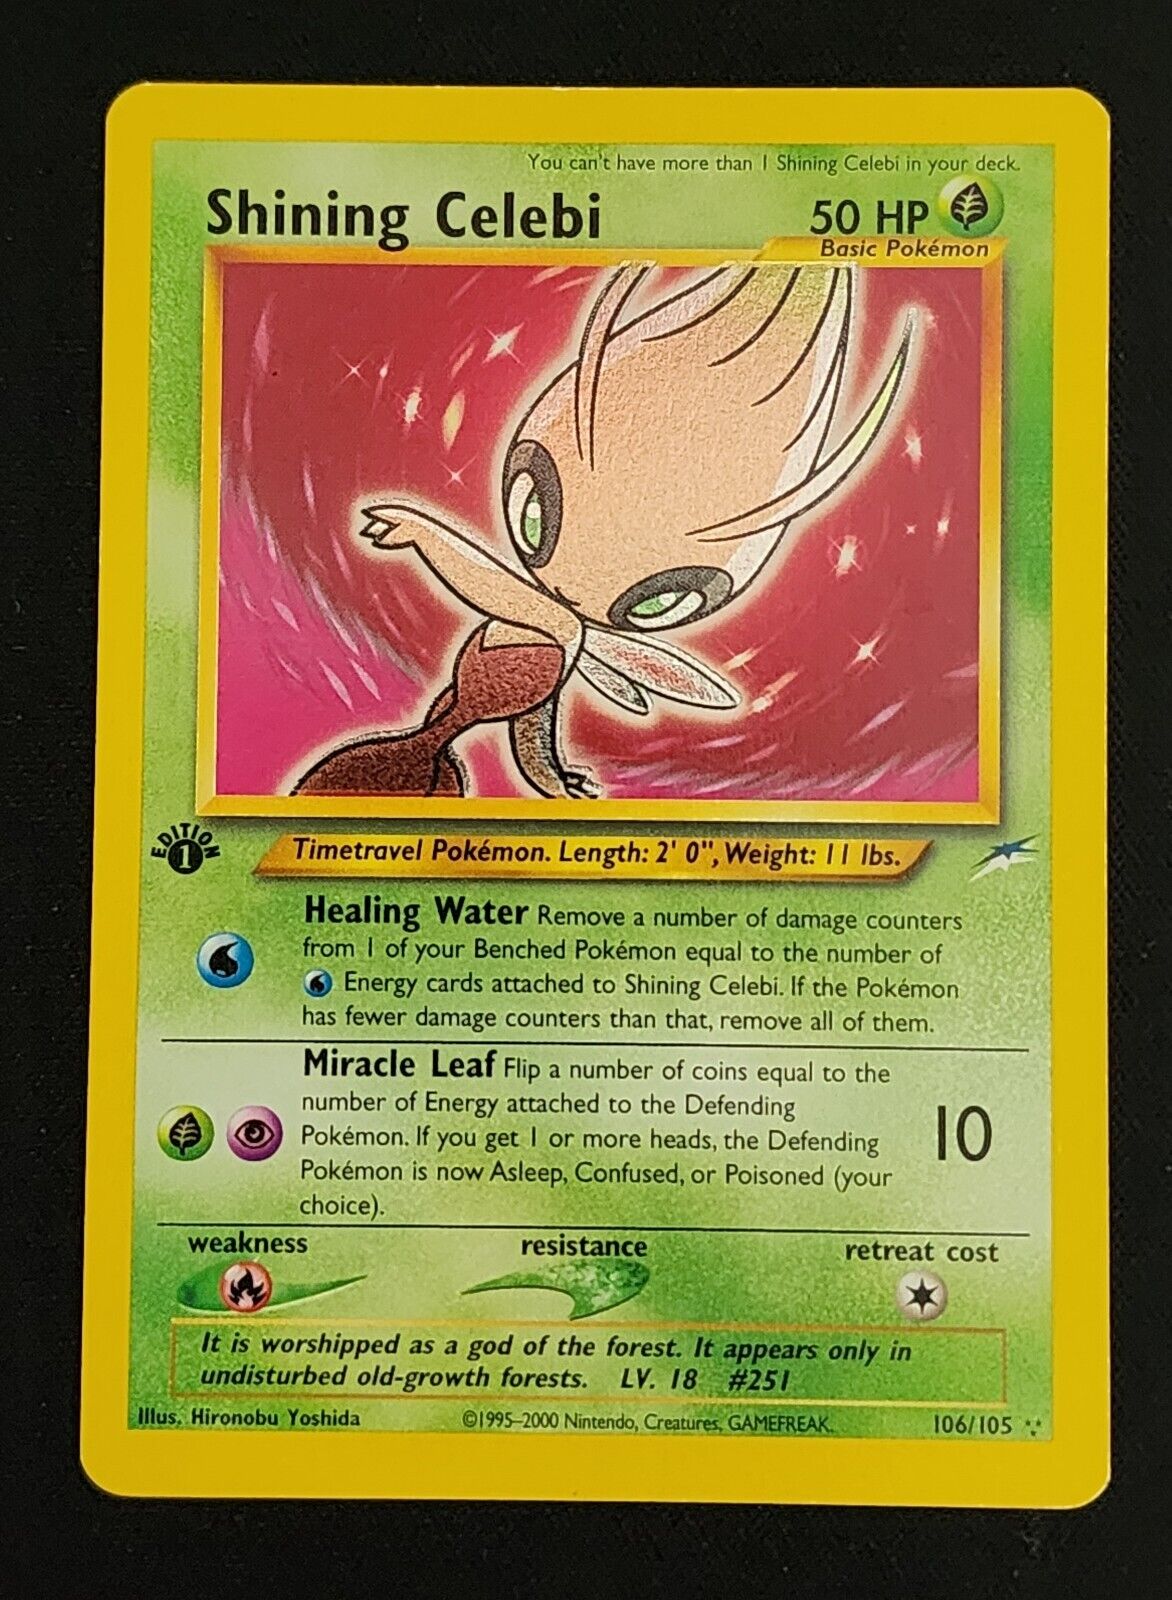 You can't have more than 1 Shining Celebi in your deck.
Shining Celebi
50 HP
Basic Pokémon
EDITION
1
Timetravel Pokémon. Length: 2' 0", Weight: 11 lbs.
Healing Water Remove a number of damage counters
from 1 of your Benched Pokémon equal to the number of
Energy cards attached to Shining Celebi. If the Pokémon
has fewer damage counters than that, remove all of them.
Miracle Leaf Flip a number of coins equal to the
number of Energy attached to the Defending
Pokémon. If you get 1 or more heads, the Defending
Pokémon is now Asleep, Confused, or Poisoned (your
choice).
10
weakness
resistance
retreat cost
It is worshipped as a god of the forest. It appears only in
undisturbed old-growth forests. LV. 18 #251
Illus. Hironobu Yoshida
©1995–2000 Nintendo, Creatures, GAMEFREAK.
106/105